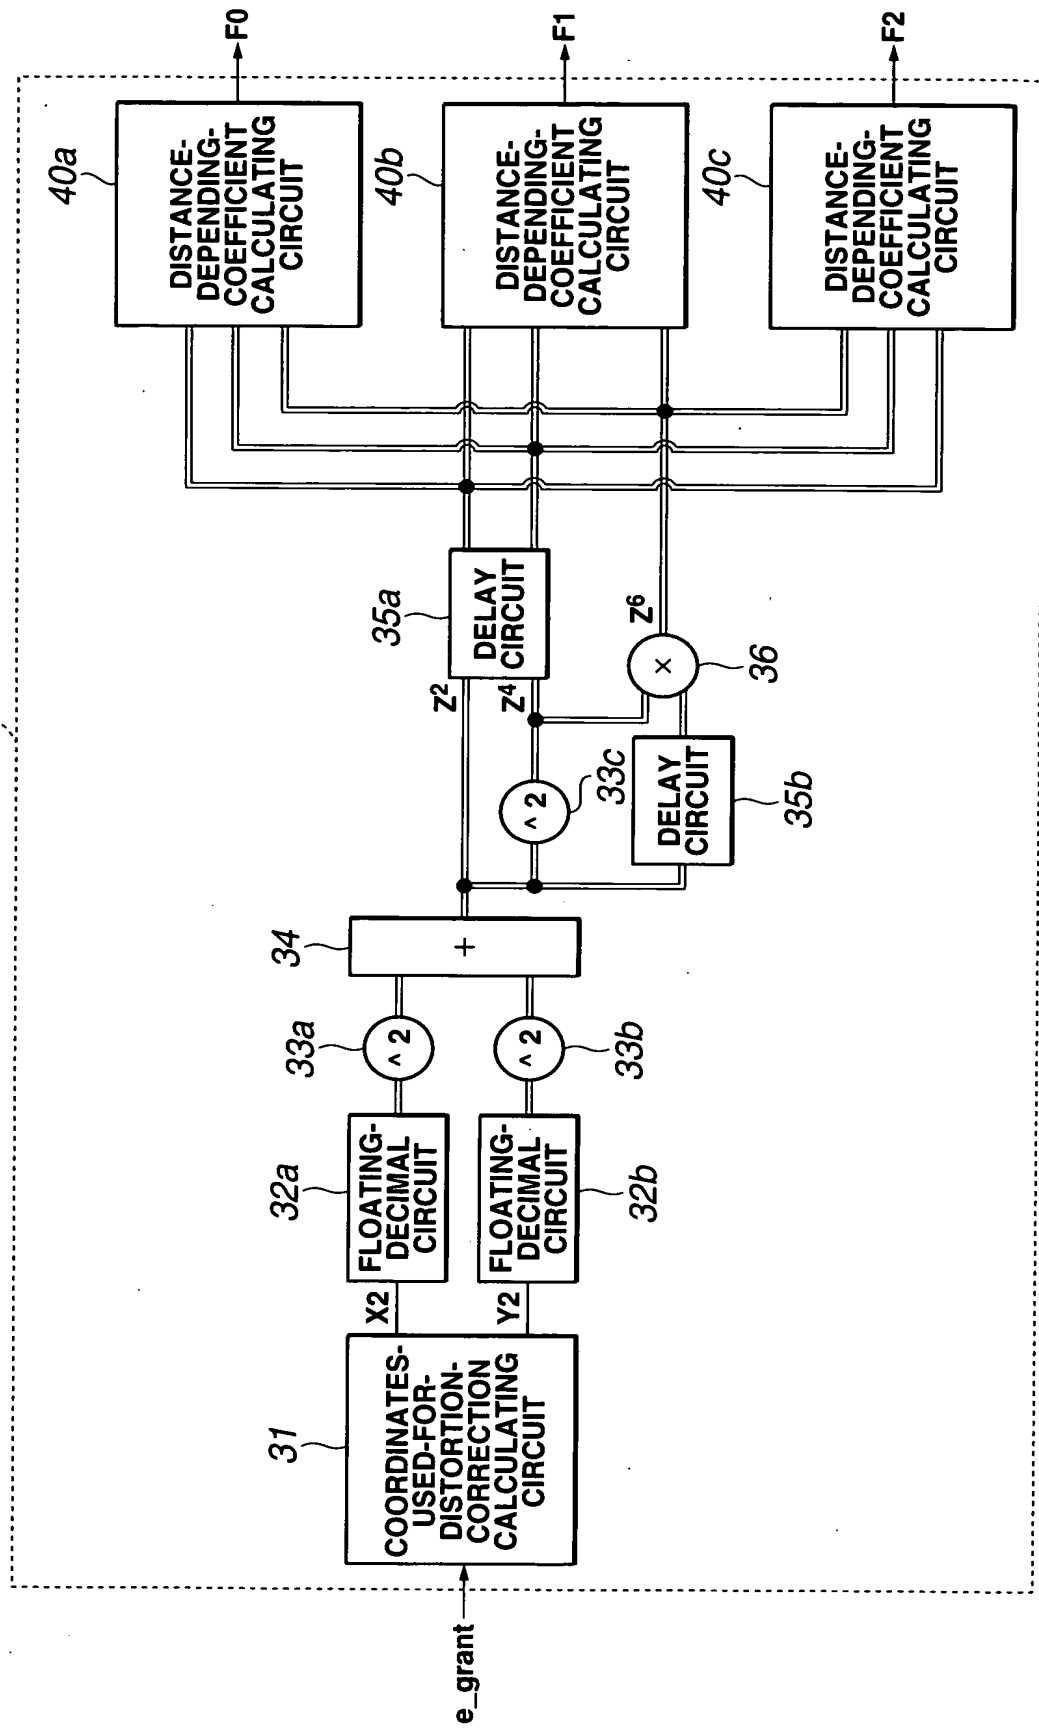 e_grant
31
COORDINATES-
USED-FOR-
DISTORTION-
CORRECTION
CALCULATING
CIRCUIT
X2
Y2
32a
FLOATING-
DECIMAL
CIRCUIT
32b
FLOATING-
DECIMAL
CIRCUIT
33a
^2
33b
^2
34
+
33c
^2
Z²
Z⁴
35a
DELAY
CIRCUIT
35b
DELAY
CIRCUIT
36
×
Z⁶
40a
DISTANCE-
DEPENDING-
COEFFICIENT
CALCULATING
CIRCUIT
F0
40b
DISTANCE-
DEPENDING-
COEFFICIENT
CALCULATING
CIRCUIT
F1
40c
DISTANCE-
DEPENDING-
COEFFICIENT
CALCULATING
CIRCUIT
F2